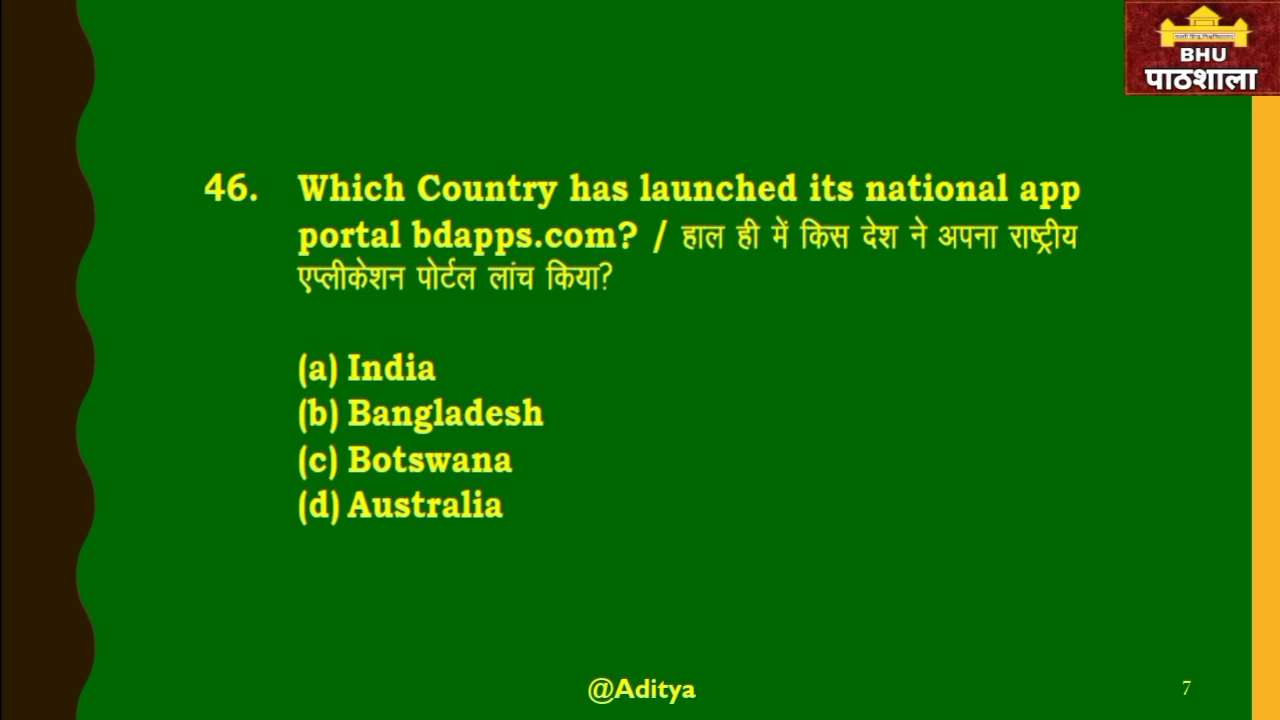 BHU
पाठशाला
46. Which Country has launched its national app
portal bdapps.com? / हाल ही में किस देश ने अपना राष्ट्रीय
एप्लीकेशन पोर्टल लांच किया?
(a) India
(b) Bangladesh
(c) Botswana
(d) Australia
@Aditya
7